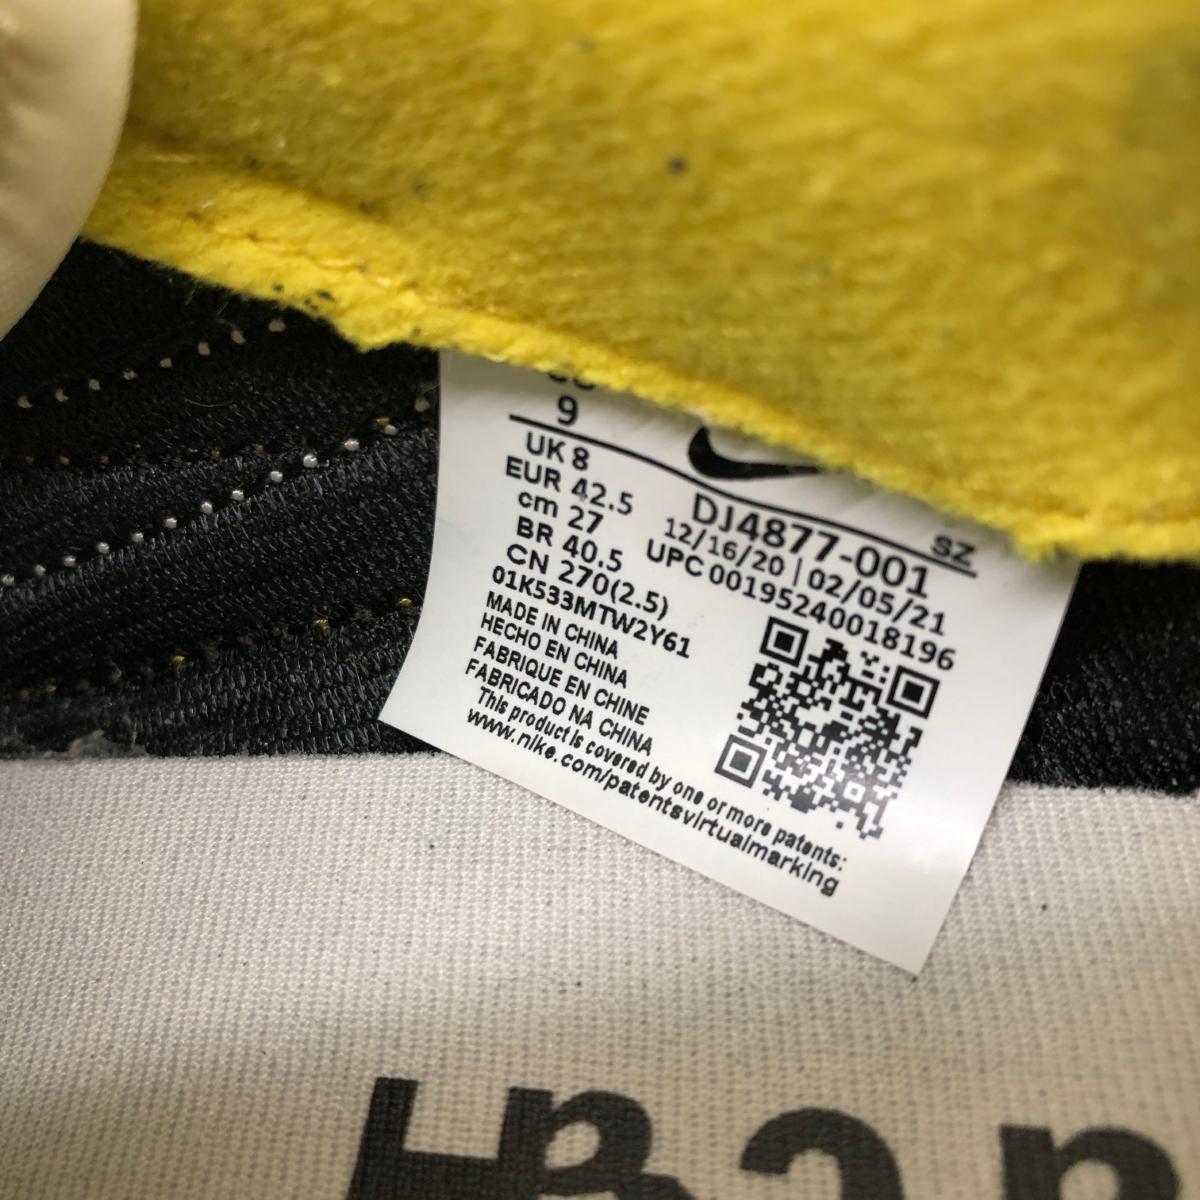 9
UK 8
EUR 42.5
cm 27
BR 40.5
CN 270(2.5)
01K533MTW2Y61
MADE IN CHINA
HECHO EN CHINA
FABRIQUE EN CHINE
FABRICADO NA CHINA
This product is covered by one or more patents:
www.nike.com/patentsvirtualmarking
SZ
DJ4877-001
12/16/20 | 02/05/21
UPC 00195240018196